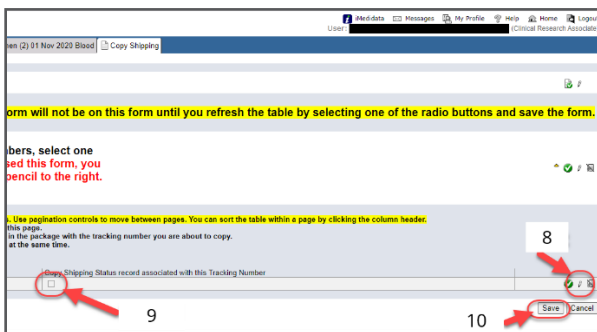 iMedidata Messages My Profile Help Home Logout
User: (Clinical Research Associate
men (2) 01 Nov 2020 Blood Copy Shipping
orm will not be on this form until you refresh the table by selecting one of the radio buttons and save the form.
bers, select one
sed this form, you
pencil to the right.
s. Use pagination controls to move between pages. You can sort the table within a page by clicking the column header.
this page.
in the package with the tracking number you are about to copy.
at the same time.
8
Copy Shipping Status record associated with this Tracking Number
Save Cancel
9
10